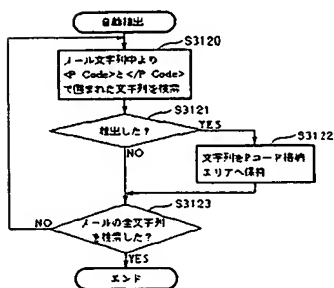 自動検出
S3120
メール文字列中より
<P Code>と</P Code>
で囲まれた文字列を検索
S3121
検出した?
YES
NO
S3122
文字列をPコード格納
エリアへ保持
S3123
メールの全文字列
を検索した?
NO
YES
エンド